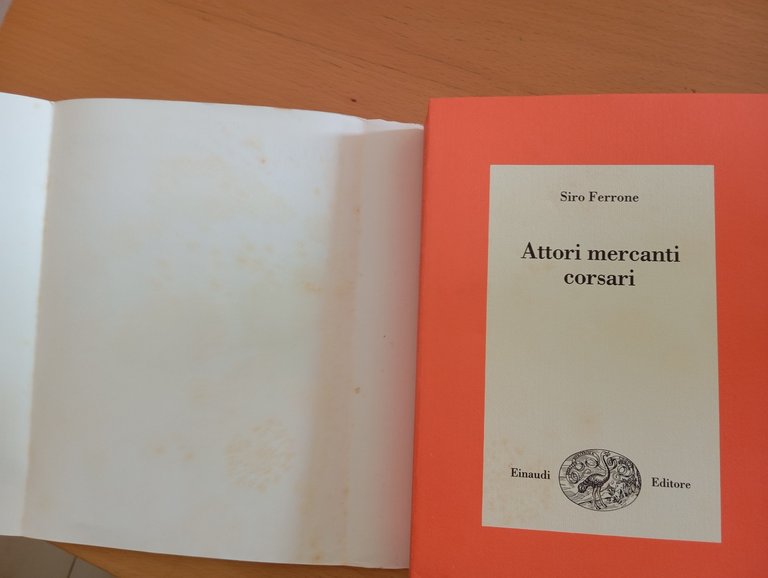 Siro Ferrone
Attori mercanti
corsari
Einaudi Editore